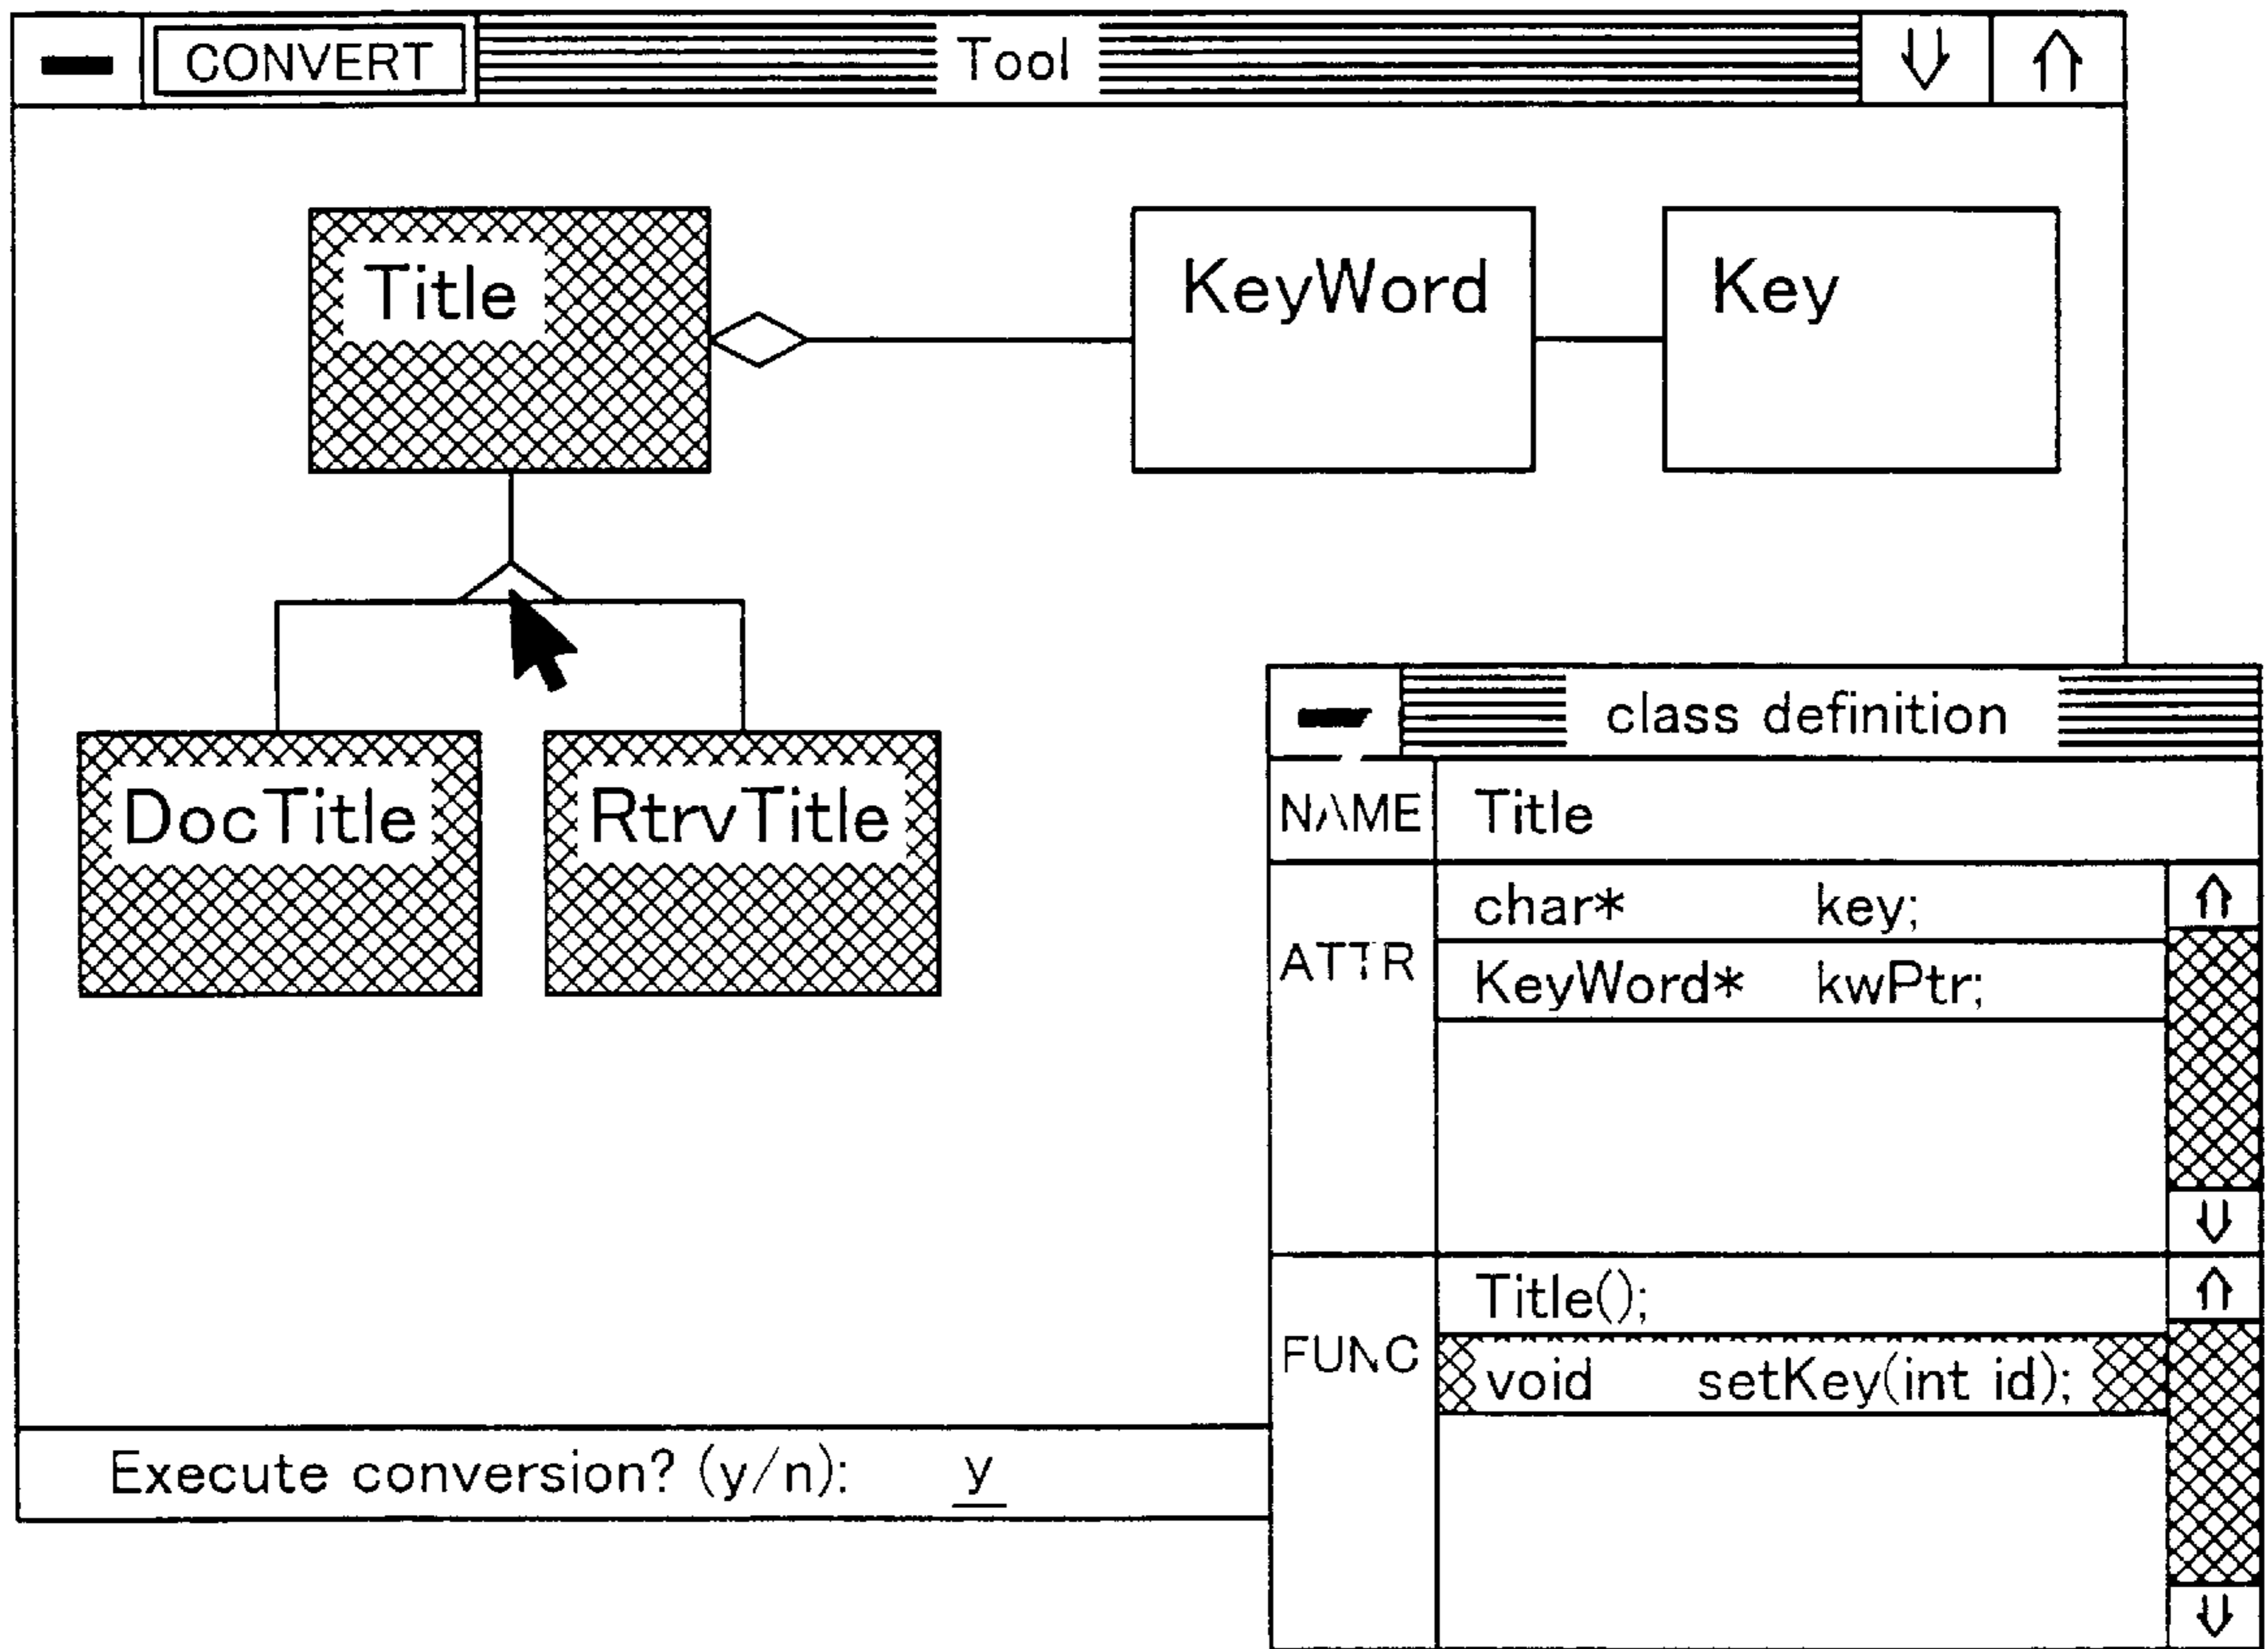 CONVERT Tool
Title KeyWord Key
DocTitle RtrvTitle
class definition
NAME Title
ATTR
char* key;
KeyWord* kwPtr;
FUNC
Title();
void setKey(int id);
Execute conversion? (y/n): y